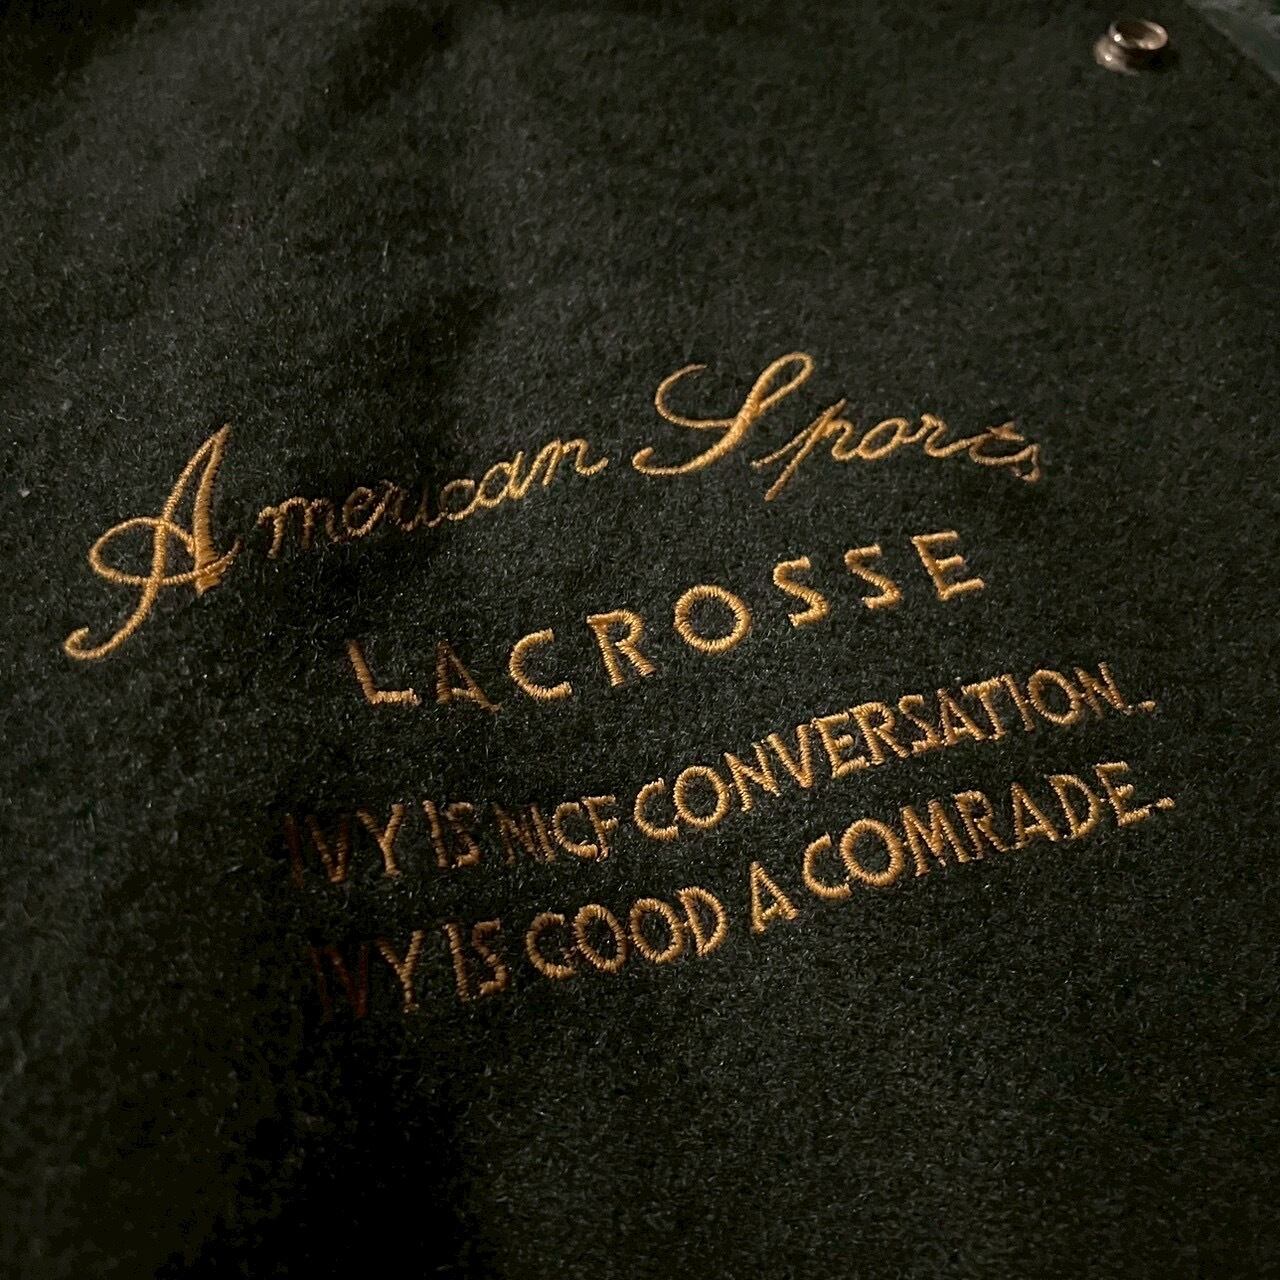 American Sports
LACROSSE
IVY IS NICE CONVERSATION.
IVY IS GOOD A COMRADE.